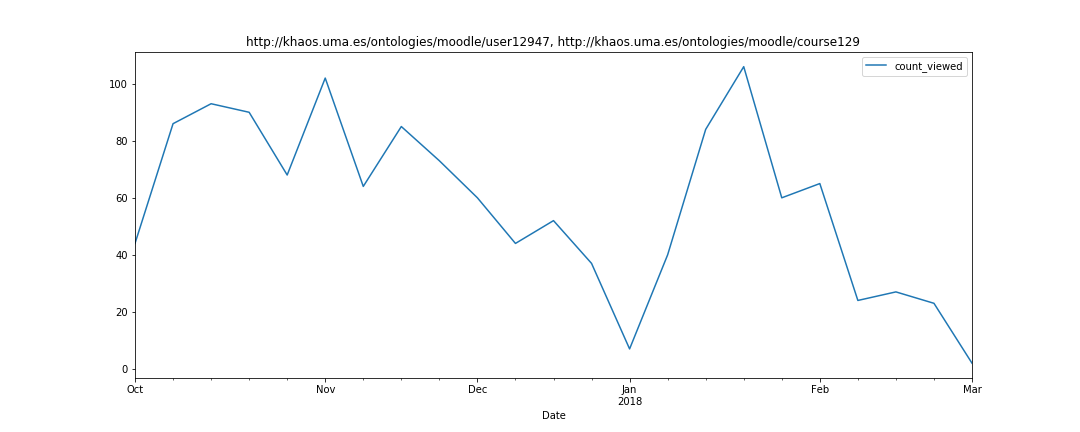 http://khaos.uma.es/ontologies/moodle/user12947, http://khaos.uma.es/ontologies/moodle/course129
count_viewed
100
80
60
40
20
0
Oct Nov Dec Jan Feb Mar
2018
Date